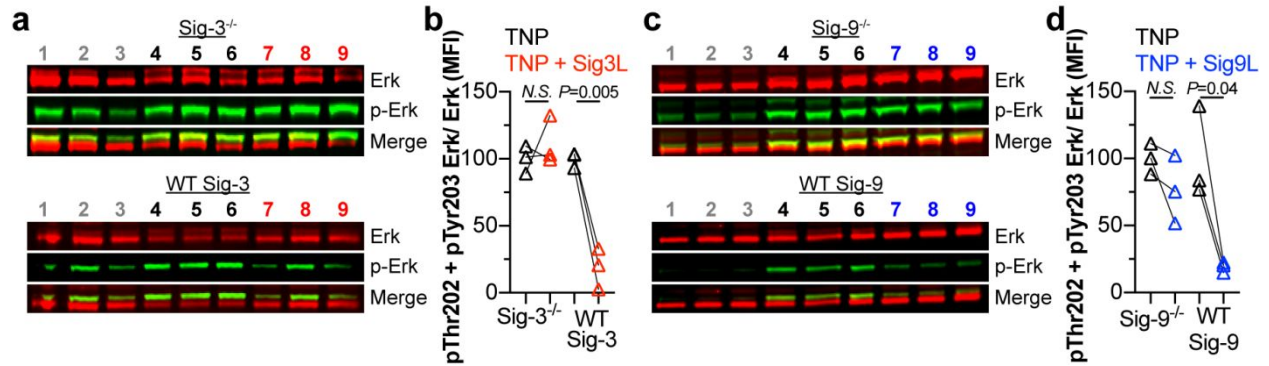 a
Sig-3-/-
1 2 3 4 5 6 7 8 9
Erk
p-Erk
Merge
WT Sig-3
1 2 3 4 5 6 7 8 9
Erk
p-Erk
Merge
b
TNP
TNP + Sig3L
pThr202 + pTyr203 Erk/ Erk (MFI)
N.S. P=0.005
150
100
50
0
Sig-3-/-
WT
Sig-3
c
Sig-9-/-
1 2 3 4 5 6 7 8 9
Erk
p-Erk
Merge
WT Sig-9
1 2 3 4 5 6 7 8 9
Erk
p-Erk
Merge
d
TNP
TNP + Sig9L
pThr202 + pTyr203 Erk/ Erk (MFI)
N.S. P=0.04
150
100
50
0
Sig-9-/-
WT
Sig-9